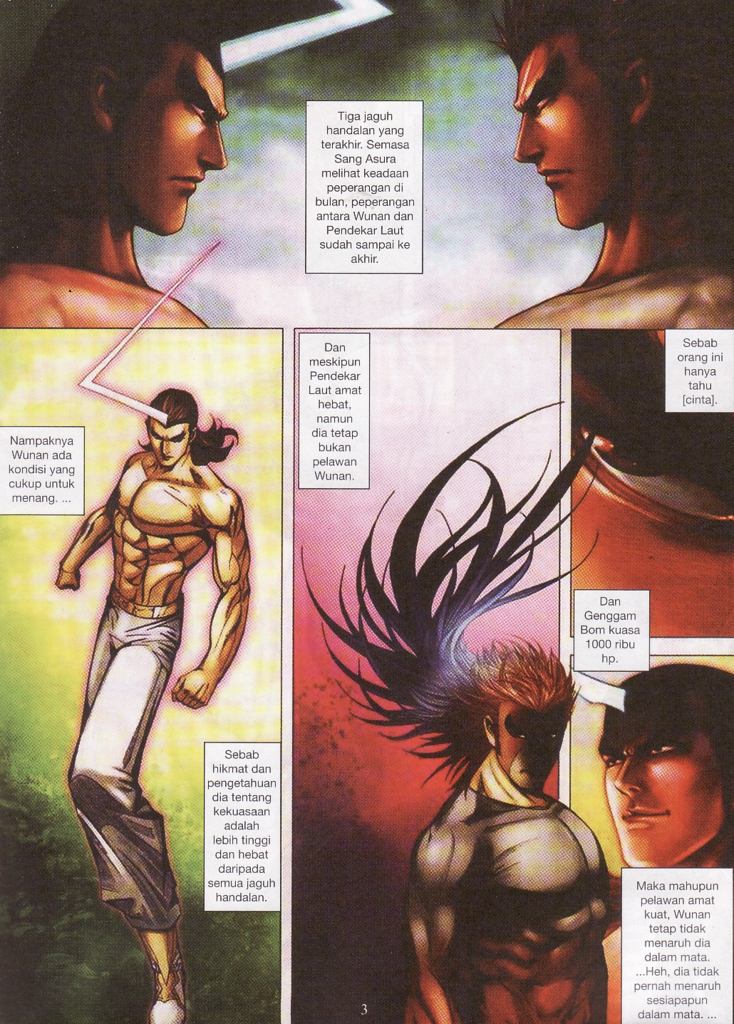 Tiga jaguh
handalan yang
terakhir. Semasa
Sang Asura
melihat keadaan
peperangan di
bulan, peperangan
antara Wunan dan
Pendekar Laut
sudah sampai ke
akhir.
Nampaknya
Wunan ada
kondisi yang
cukup untuk
menang. ...
Sebab
hikmat dan
pengetahuan
dia tentang
kekuasaan
adalah
lebih tinggi
dan hebat
daripada
semua jaguh
handalan.
Dan
meskipun
Pendekar
Laut amat
hebat,
namun
dia tetap
bukan
pelawan
Wunan.
Sebab
orang ini
hanya
tahu
[cinta].
Dan
Genggam
Bom kuasa
1000 ribu
hp.
Maka mahupun
pelawan amat
kuat, Wunan
tetap tidak
menaruh dia
dalam mata.
...Heh, dia tidak
pernah menaruh
sesiapapun
dalam mata. ...
3